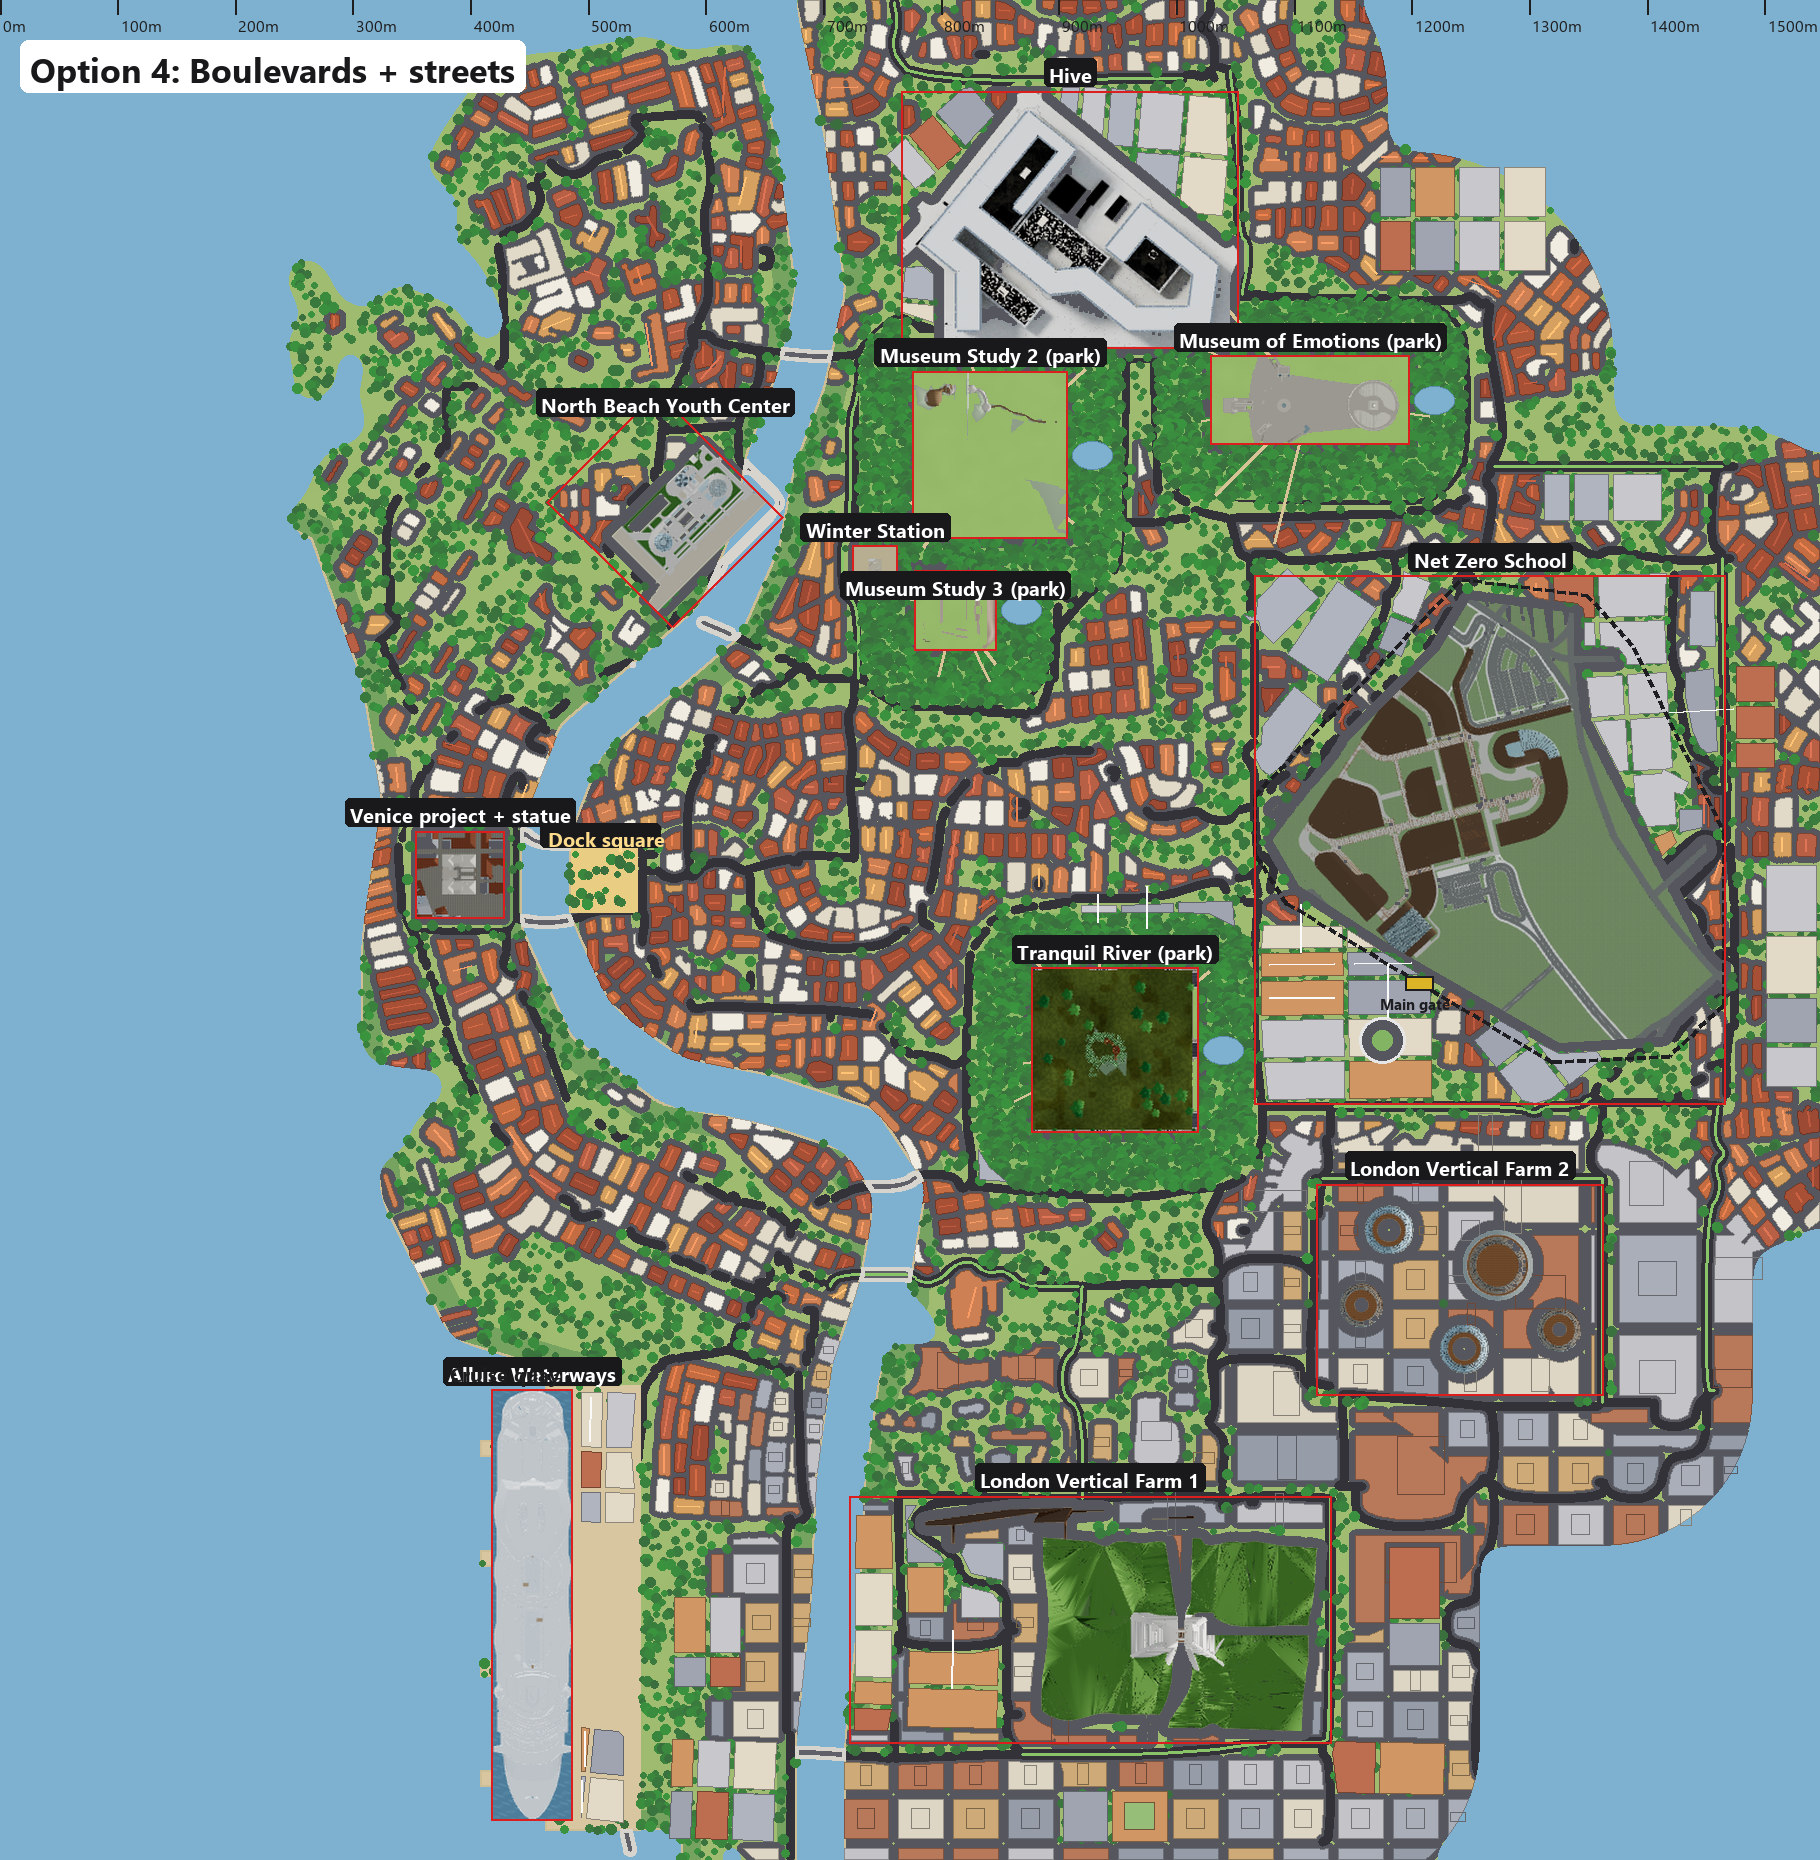 0m 100m 200m 300m 400m 500m 600m 700m 800m 900m 1000m 1100m 1200m 1300m 1400m 1500m
Option 4: Boulevards + streets
Hive
Museum of Emotions (park)
Museum Study 2 (park)
North Beach Youth Center
Winter Station
Net Zero School
Museum Study 3 (park)
Venice project + statue
Dock square
Tranquil River (park)
Main gate
London Vertical Farm 2
Waterways
London Vertical Farm 1